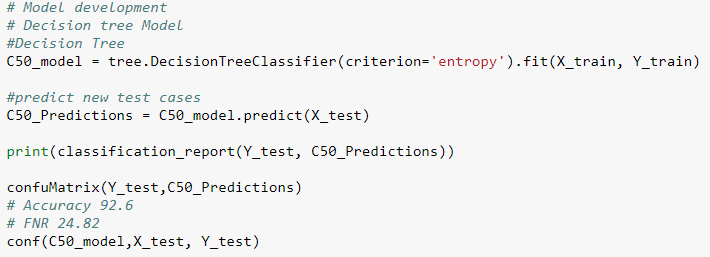 # Model development
# Decision tree Model
#Decision Tree
C50_model = tree.DecisionTreeClassifier(criterion='entropy').fit(X_train, Y_train)
#predict new test cases
C50_Predictions = C50_model.predict(X_test)
print(classification_report(Y_test, C50_Predictions))
confuMatrix(Y_test,C50_Predictions)
# Accuracy 92.6
# FNR 24.82
conf(C50_model,X_test, Y_test)